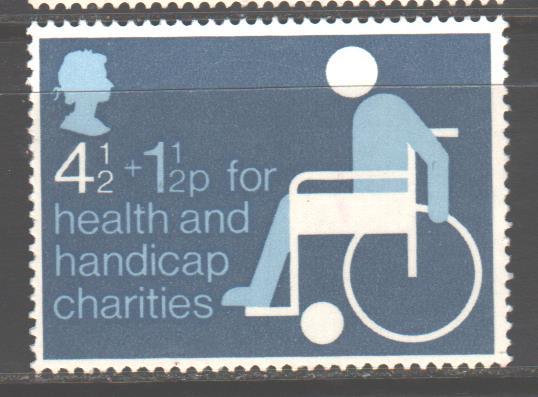 4½ + 1½p for
health and
handicap
charities